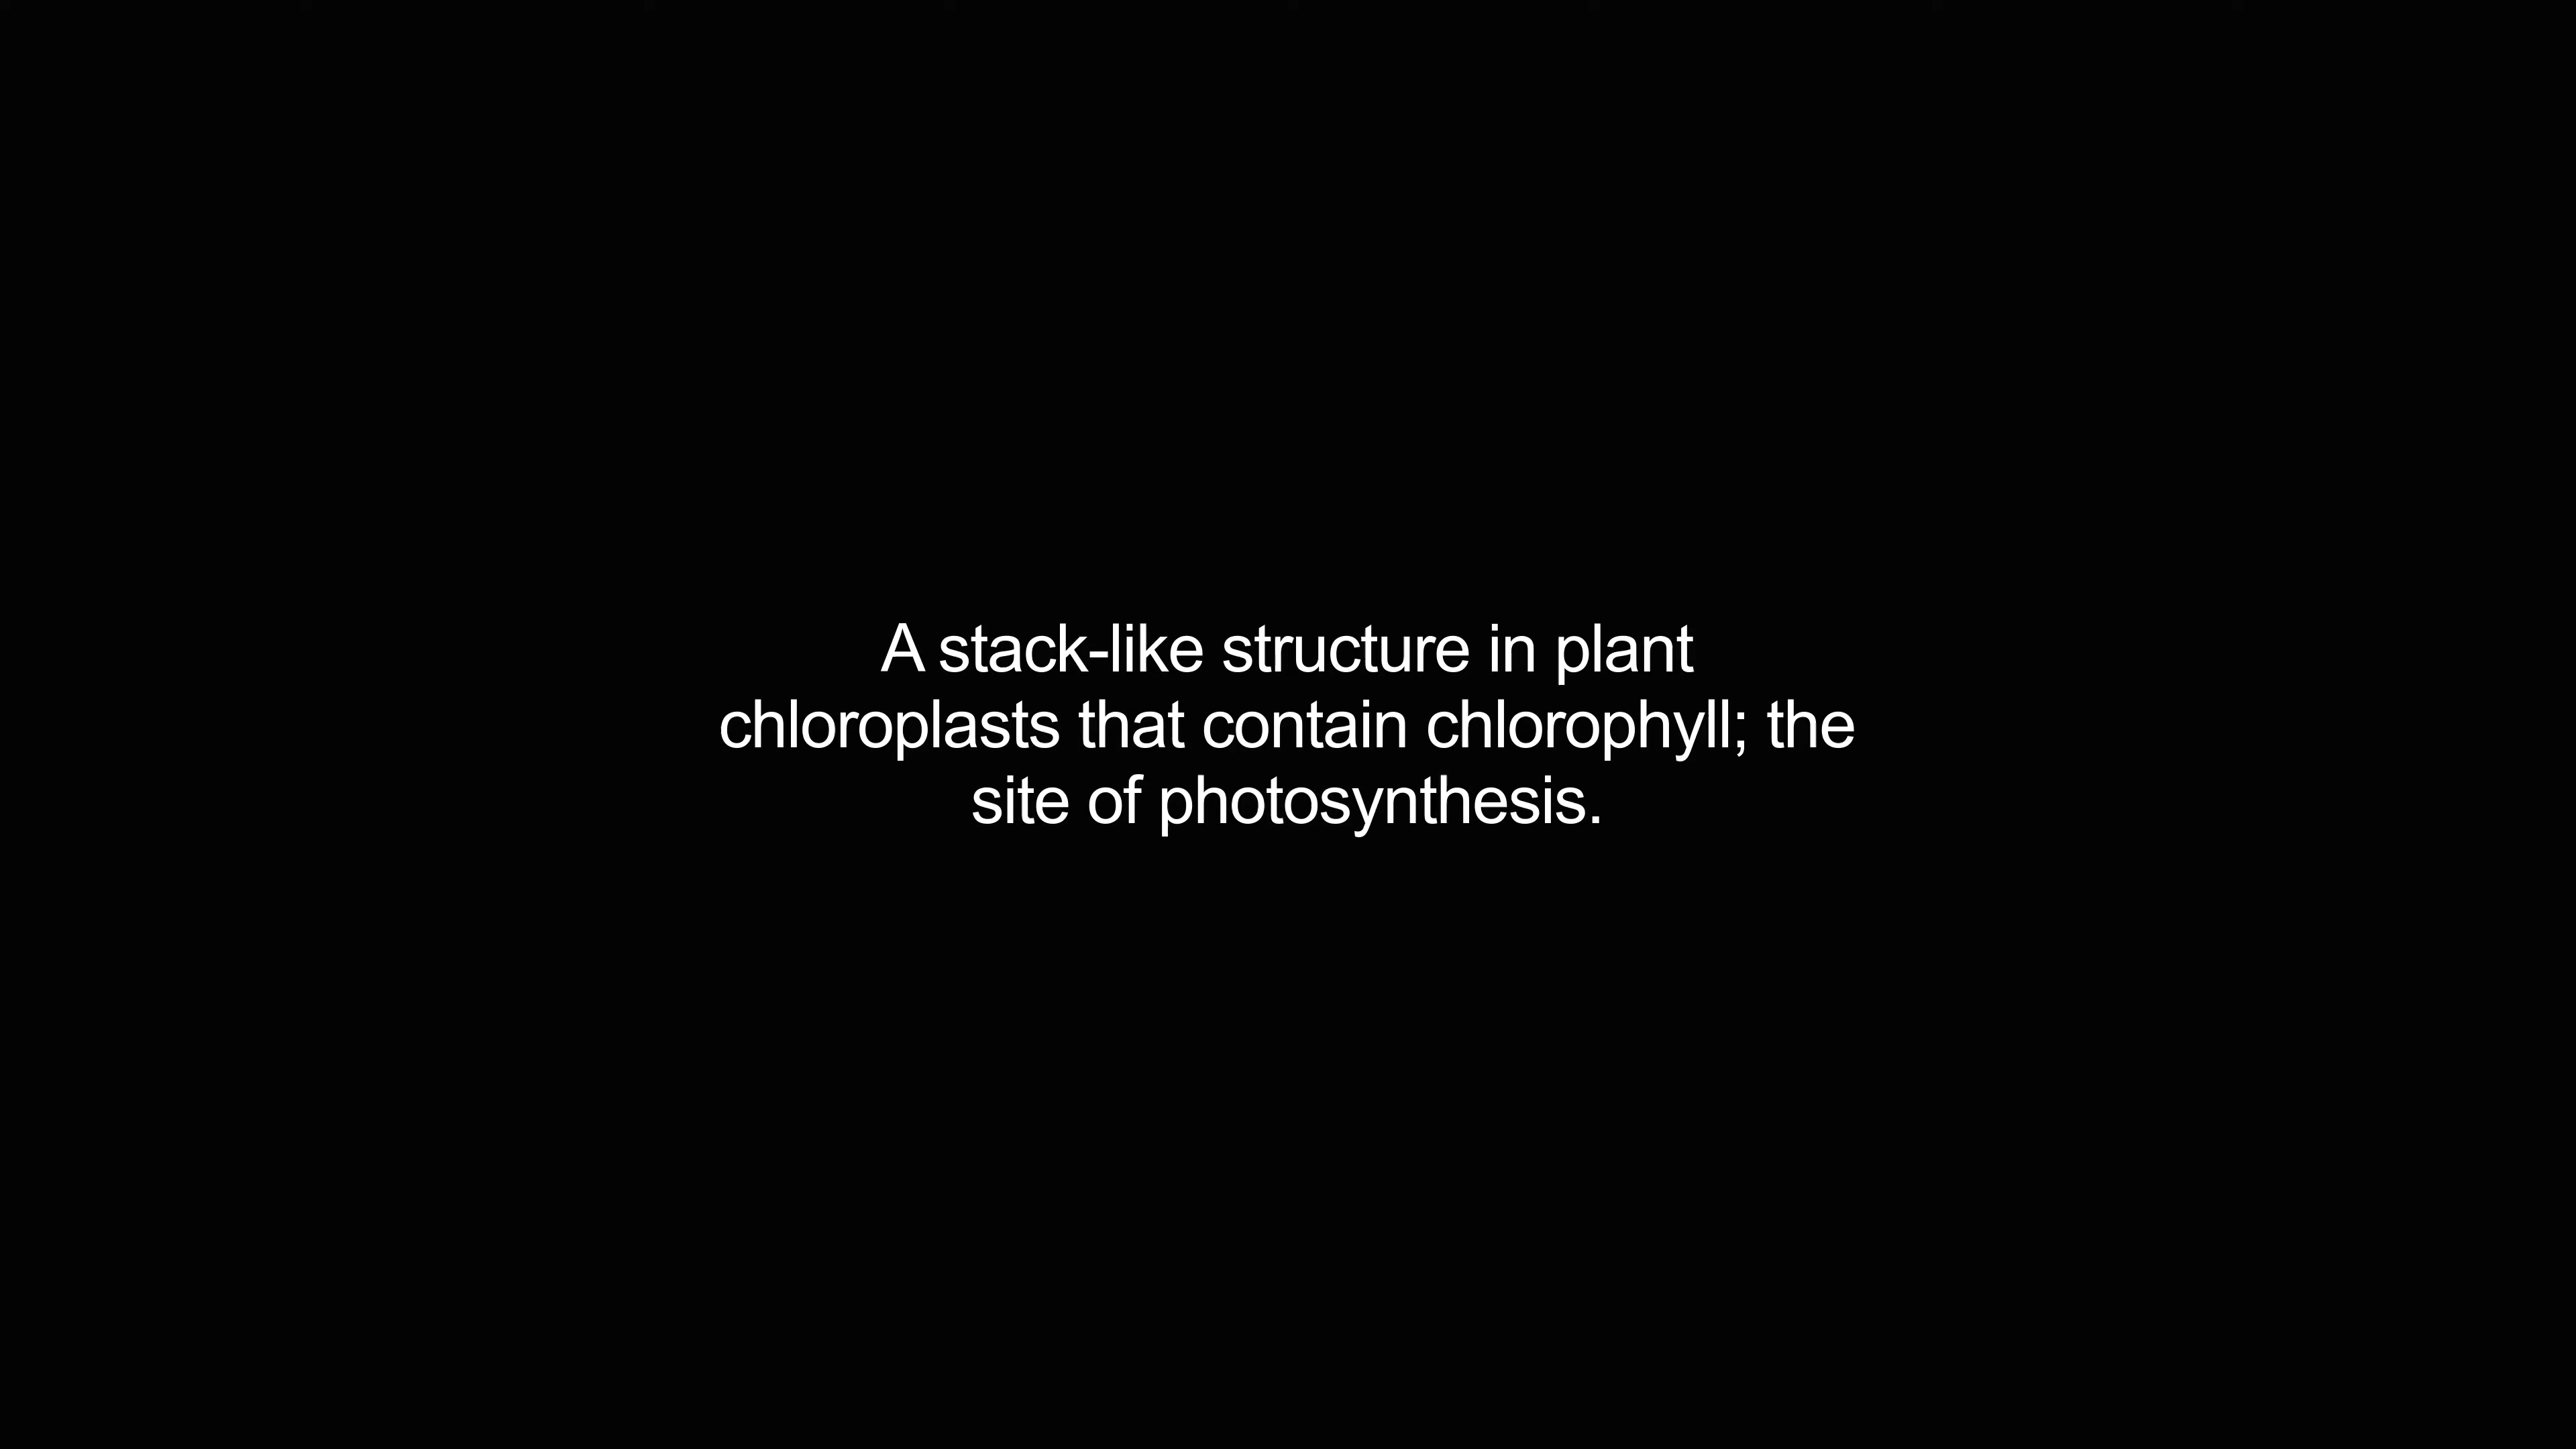 A stack-like structure in plant
chloroplasts that contain chlorophyll; the
site of photosynthesis.